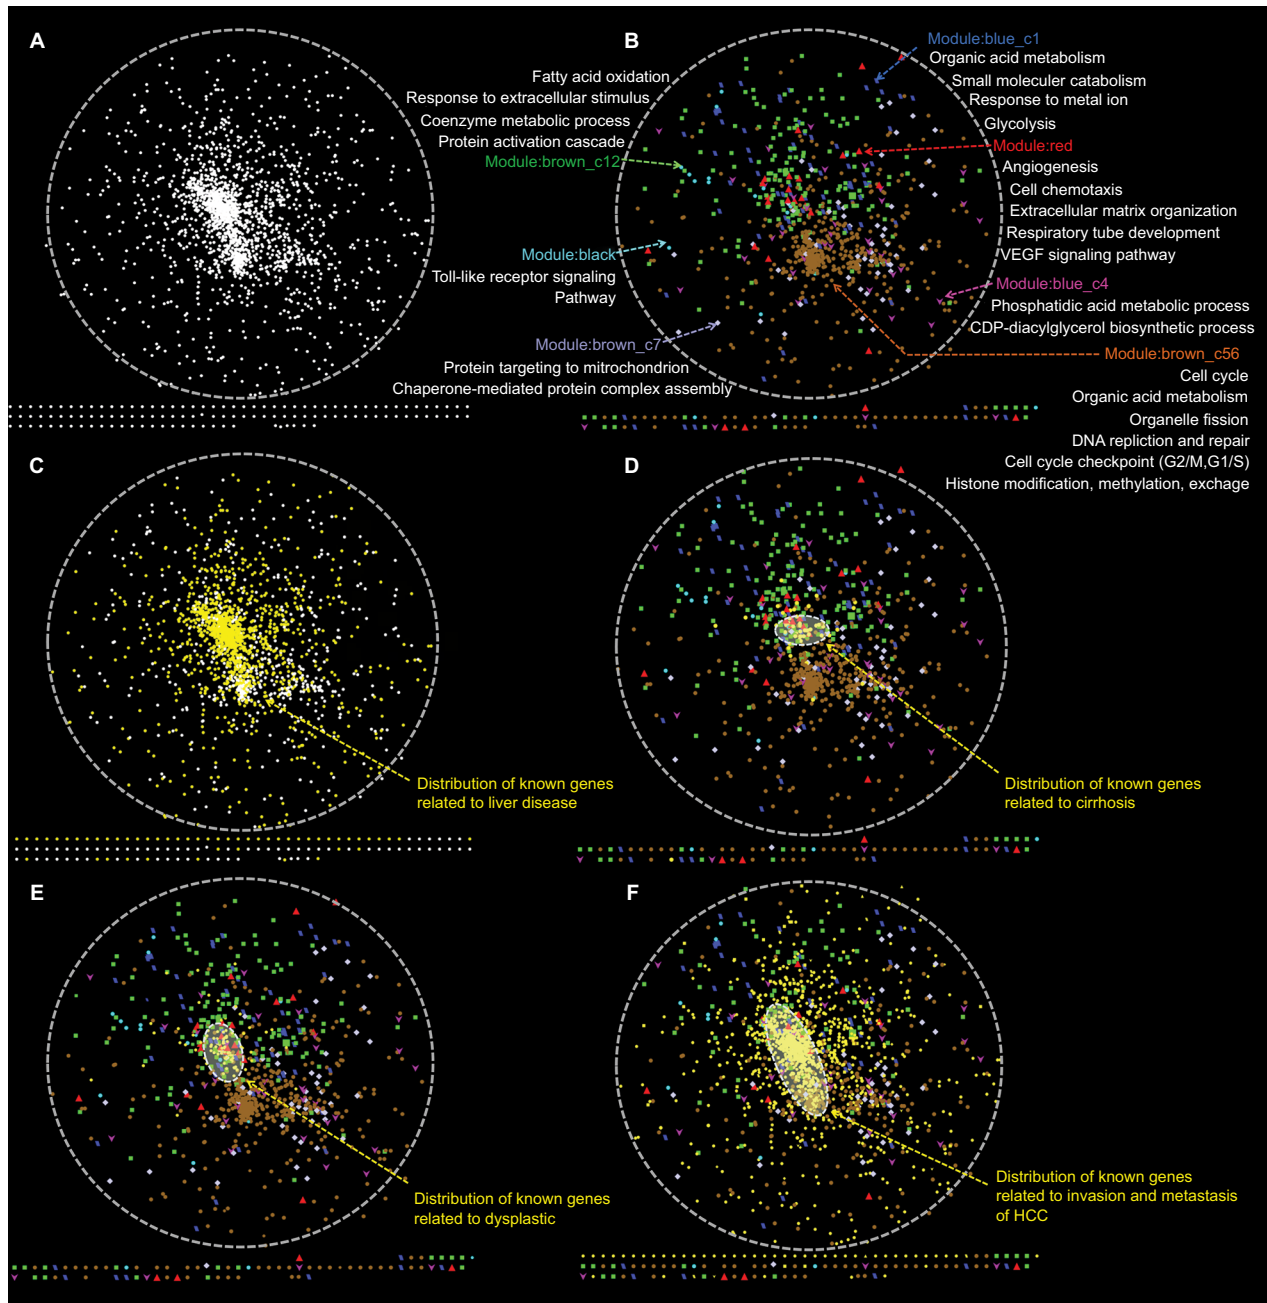 A
B
Module:blue_c1
Organic acid metabolism
Small moleculer catabolism
Response to metal ion
Glycolysis
Module:red
Angiogenesis
Cell chemotaxis
Extracellular matrix organization
Respiratory tube development
VEGF signaling pathway
Module:blue_c4
Phosphatidic acid metabolic process
CDP-diacylglycerol biosynthetic process
Module:brown_c56
Cell cycle
Organic acid metabolism
Organelle fission
DNA repliction and repair
Cell cycle checkpoint (G2/M,G1/S)
Histone modification, methylation, exchage
Fatty acid oxidation
Response to extracellular stimulus
Coenzyme metabolic process
Protein activation cascade
Module:brown_c12
Module:black
Toll-like receptor signaling
Pathway
Module:brown_c7
Protein targeting to mitrochondrion
Chaperone-mediated protein complex assembly
C
Distribution of known genes
related to liver disease
D
Distribution of known genes
related to cirrhosis
E
Distribution of known genes
related to dysplastic
F
Distribution of known genes
related to invasion and metastasis
of HCC